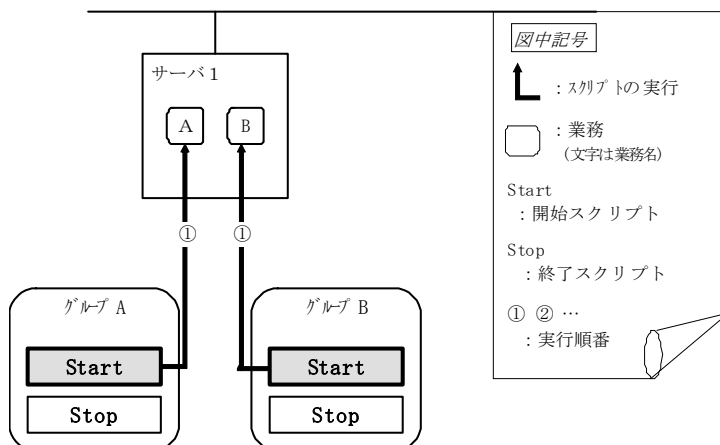 サーバ1
A
B
①
①
グループA
Start
Stop
グループB
Start
Stop
図中記号
：スクリプトの実行
：業務
(文字は業務名)
Start
：開始スクリプト
Stop
：終了スクリプト
① ② …
：実行順番